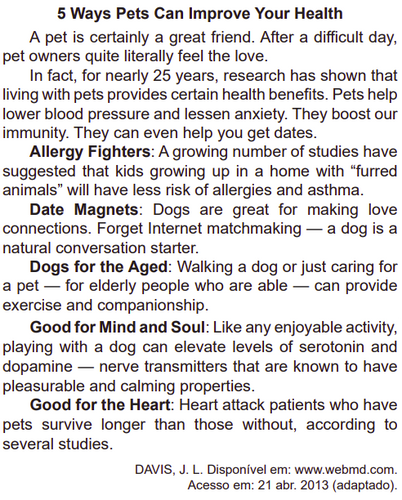 5 Ways Pets Can Improve Your Health
A pet is certainly a great friend. After a difficult day,
pet owners quite literally feel the love.
In fact, for nearly 25 years, research has shown that
living with pets provides certain health benefits. Pets help
lower blood pressure and lessen anxiety. They boost our
immunity. They can even help you get dates.
Allergy Fighters: A growing number of studies have
suggested that kids growing up in a home with “furred
animals” will have less risk of allergies and asthma.
Date Magnets: Dogs are great for making love
connections. Forget Internet matchmaking — a dog is a
natural conversation starter.
Dogs for the Aged: Walking a dog or just caring for
a pet — for elderly people who are able — can provide
exercise and companionship.
Good for Mind and Soul: Like any enjoyable activity,
playing with a dog can elevate levels of serotonin and
dopamine — nerve transmitters that are known to have
pleasurable and calming properties.
Good for the Heart: Heart attack patients who have
pets survive longer than those without, according to
several studies.
DAVIS, J. L. Disponível em: www.webmd.com.
Acesso em: 21 abr. 2013 (adaptado).